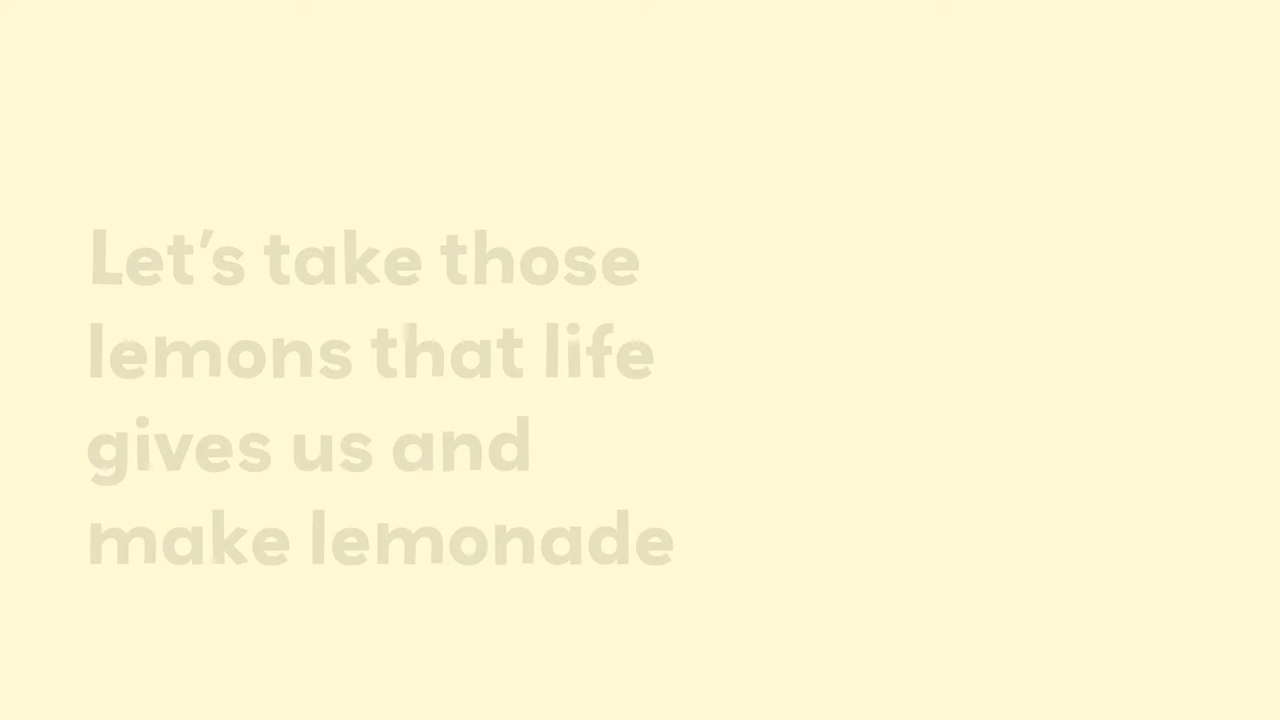 Let’s take those
lemons that life
gives us and
make lemonade